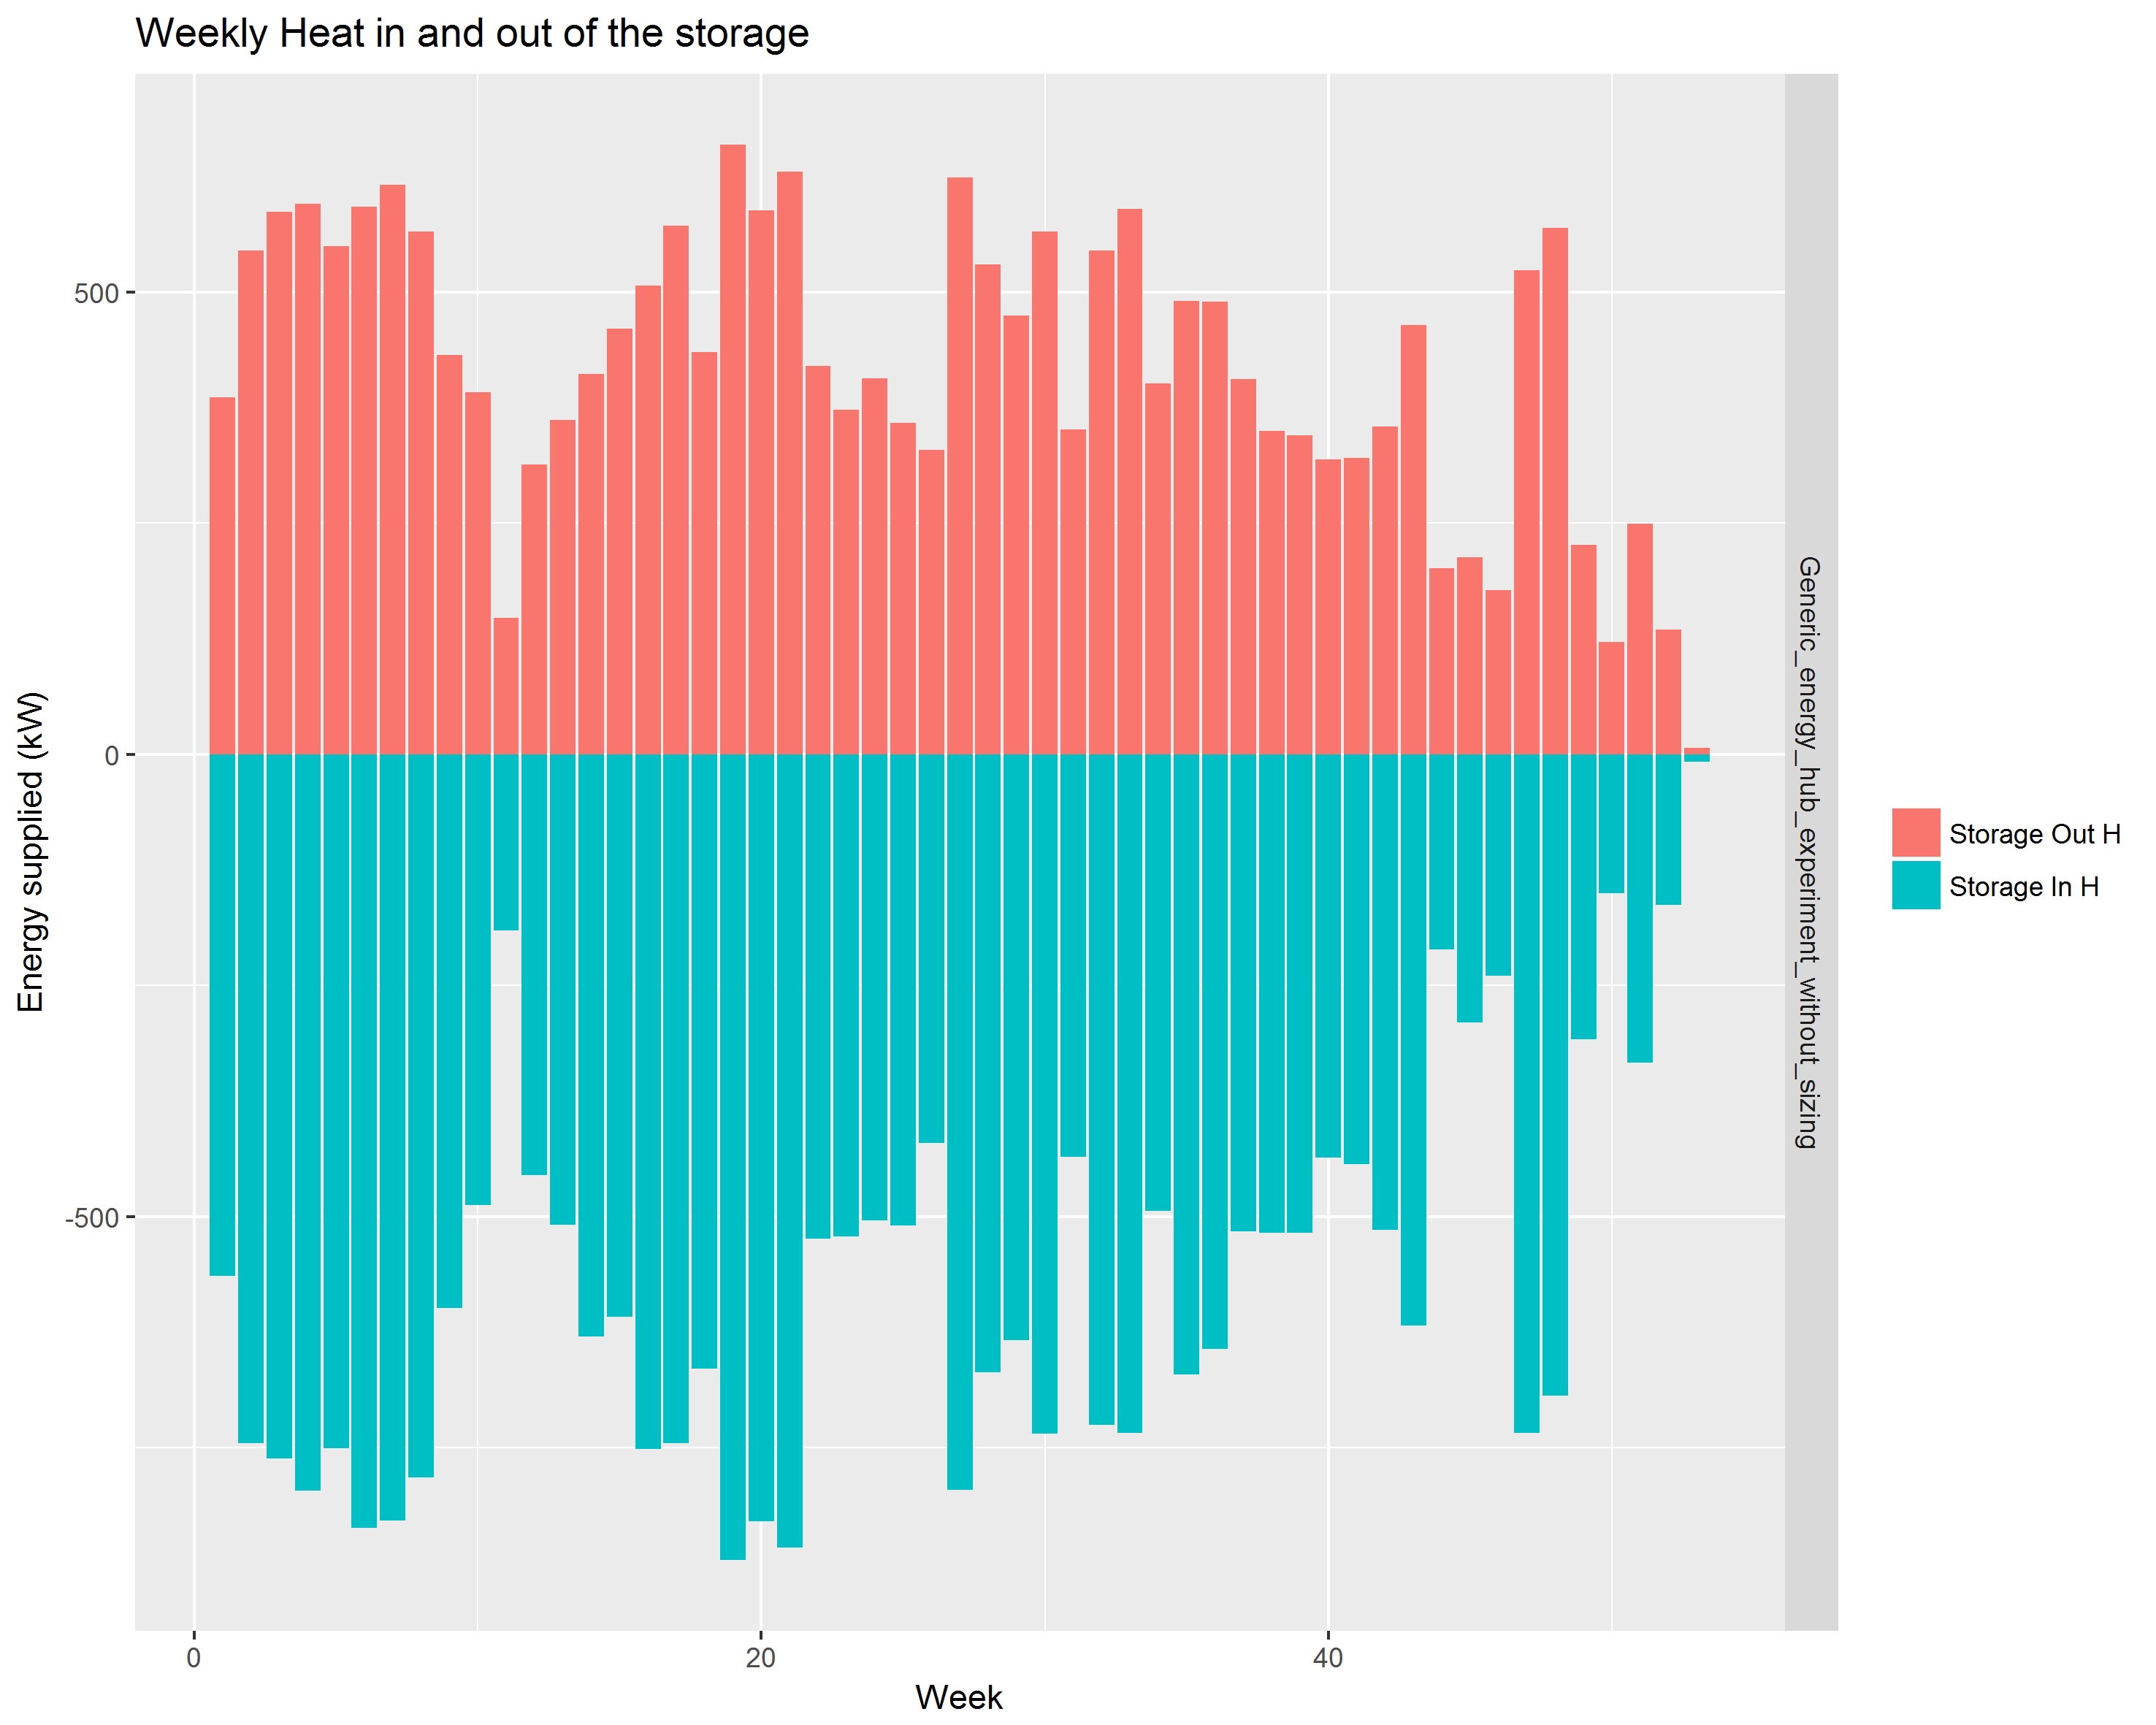 Weekly Heat in and out of the storage
Energy supplied (kW)
500
0
-500
0
20
40
Week
Generic_energy_hub_experiment_without_sizing
Storage Out H
Storage In H